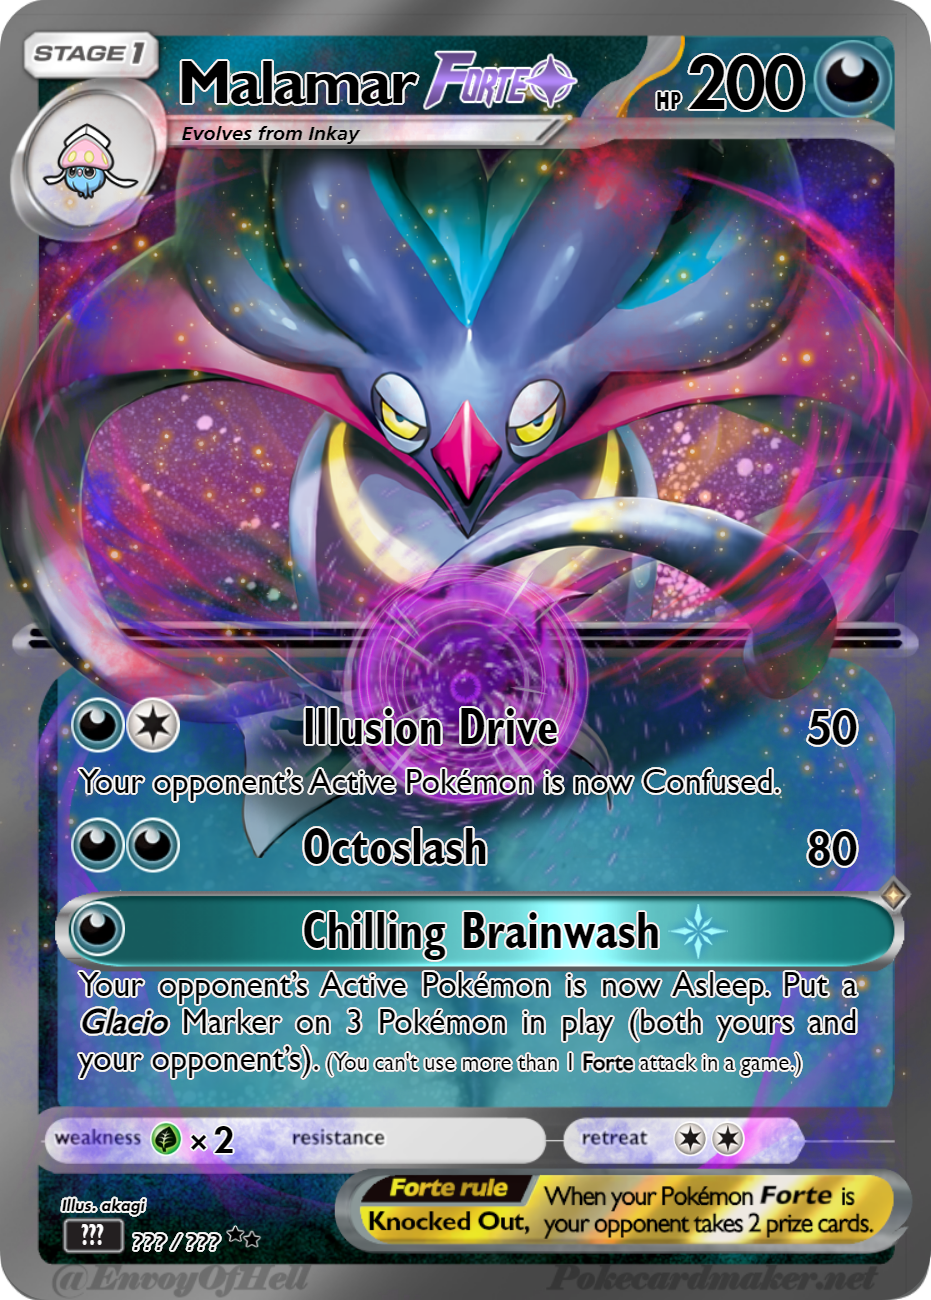 STAGE 1
Malamar FORTE HP 200
Evolves from Inkay
Illusion Drive 50
Your opponent's Active Pokémon is now Confused.
Octoslash 80
Chilling Brainwash
Your opponent's Active Pokémon is now Asleep. Put a
Glacio Marker on 3 Pokémon in play (both yours and
your opponent's). (You can't use more than 1 Forte attack in a game.)
weakness × 2 resistance retreat
Illus. akagi
??? ??? / ???
Forte rule When your Pokémon Forte is
Knocked Out, your opponent takes 2 prize cards.
@EnvoyOfHell Pokecardmaker.net